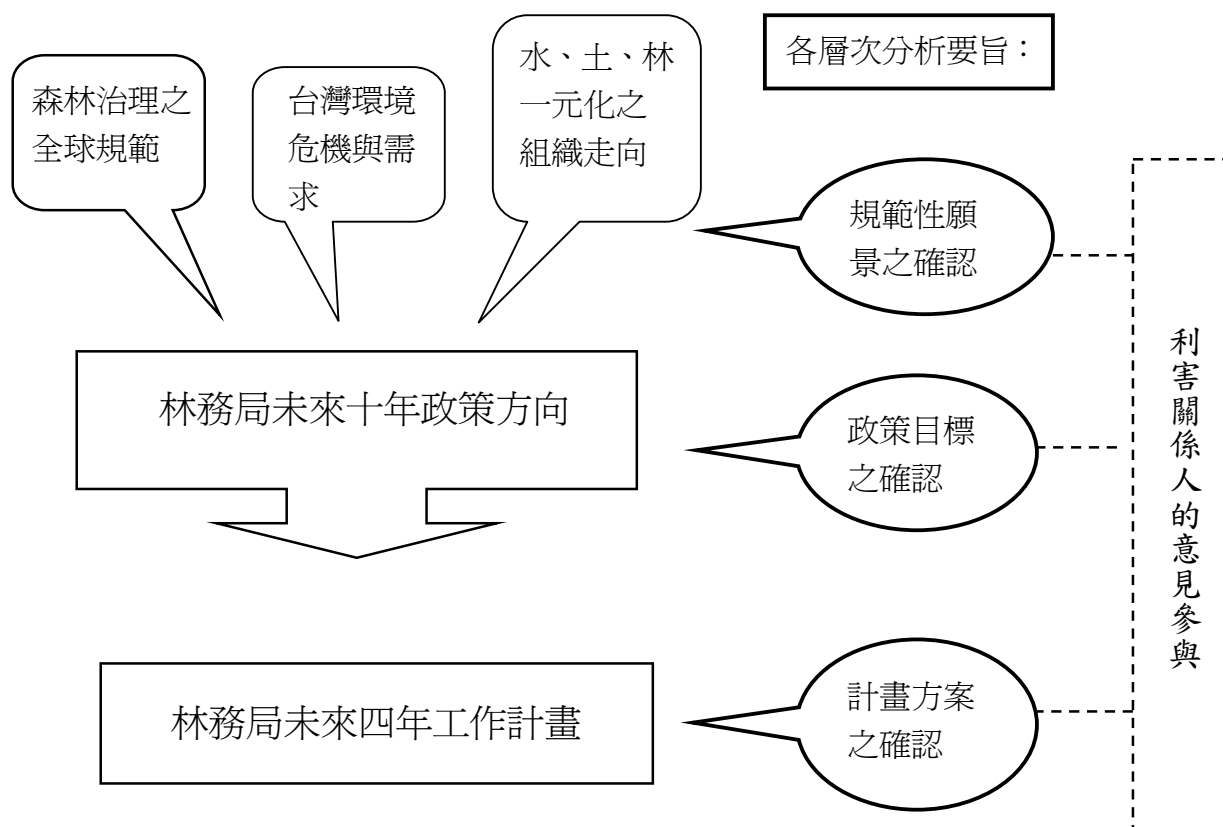 森林治理之
全球規範
台灣環境
危機與需
求
水、土、林
一元化之
組織走向
各層次分析要旨：
規範性願
景之確認
林務局未來十年政策方向
政策目標
之確認
林務局未來四年工作計畫
計畫方案
之確認
利害關係人的意見參與